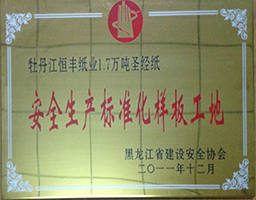 牡丹江恒丰纸业1.7万吨圣经纸
安全生产标准化样板工地
黑龙江省建设安全协会
二〇一一年十二月